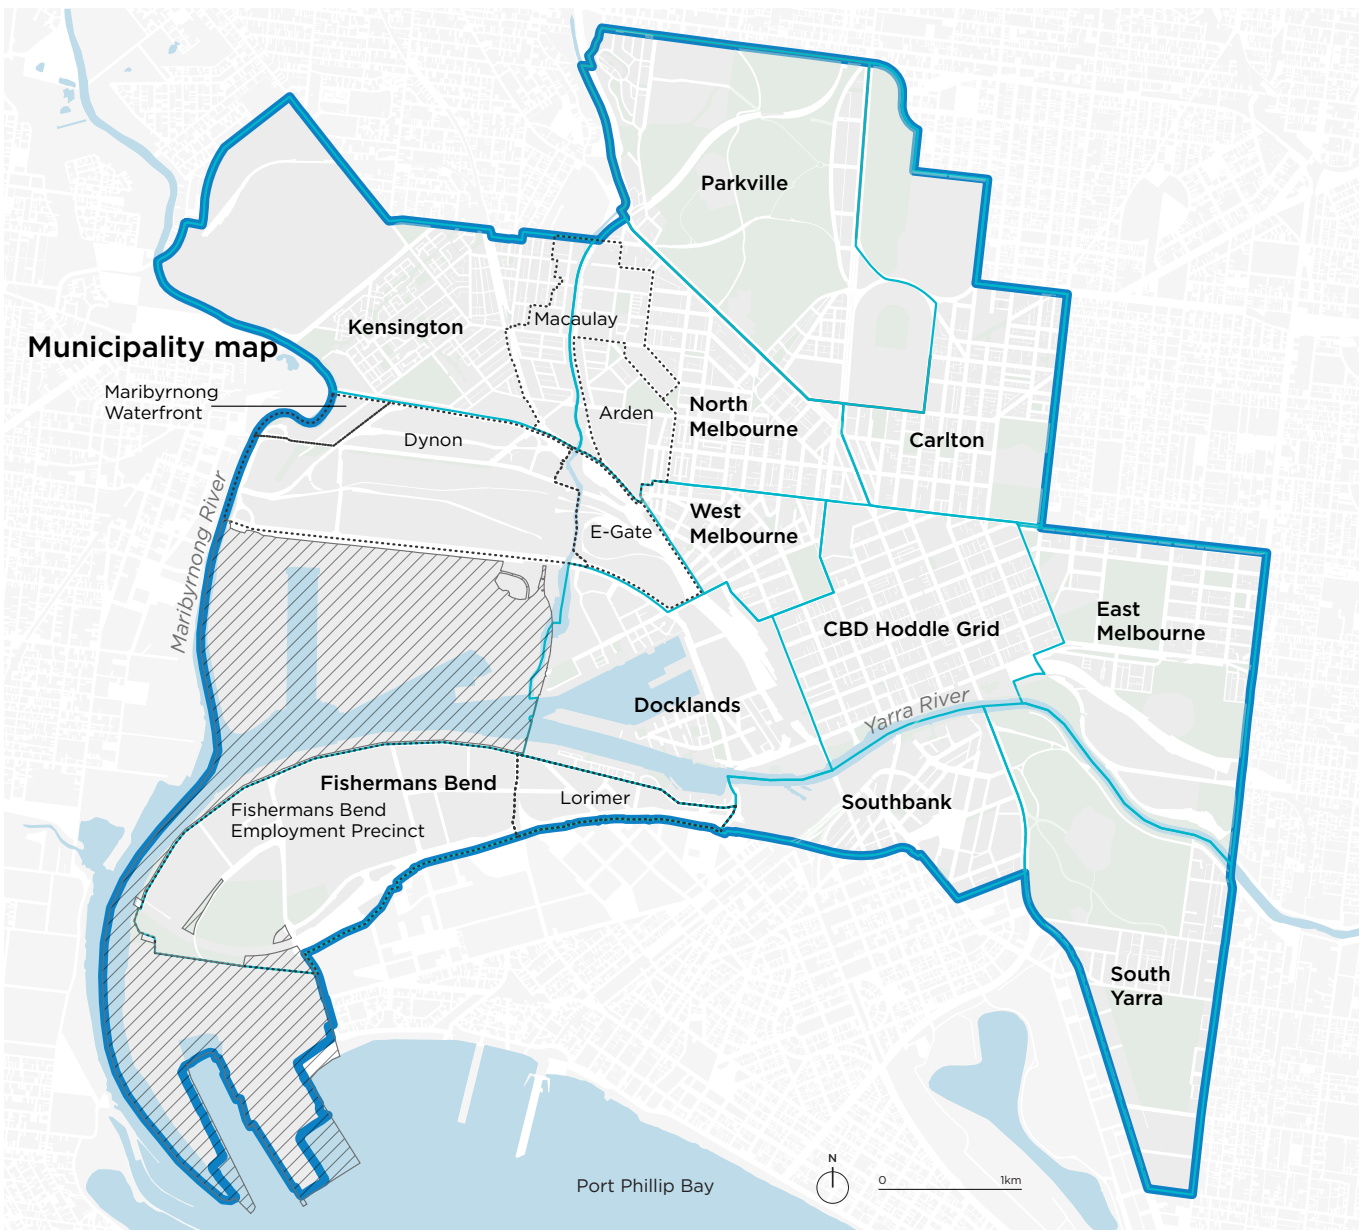 Parkville
Kensington
Macaulay
Municipality map
Maribyrnong
Waterfront
Dynon
Arden
North
Melbourne
Carlton
Maribyrnong River
E-Gate
West
Melbourne
CBD Hoddle Grid
East
Melbourne
Docklands
Yarra River
Fishermans Bend
Fishermans Bend
Employment Precinct
Lorimer
Southbank
South
Yarra
Port Phillip Bay
N
0 1km